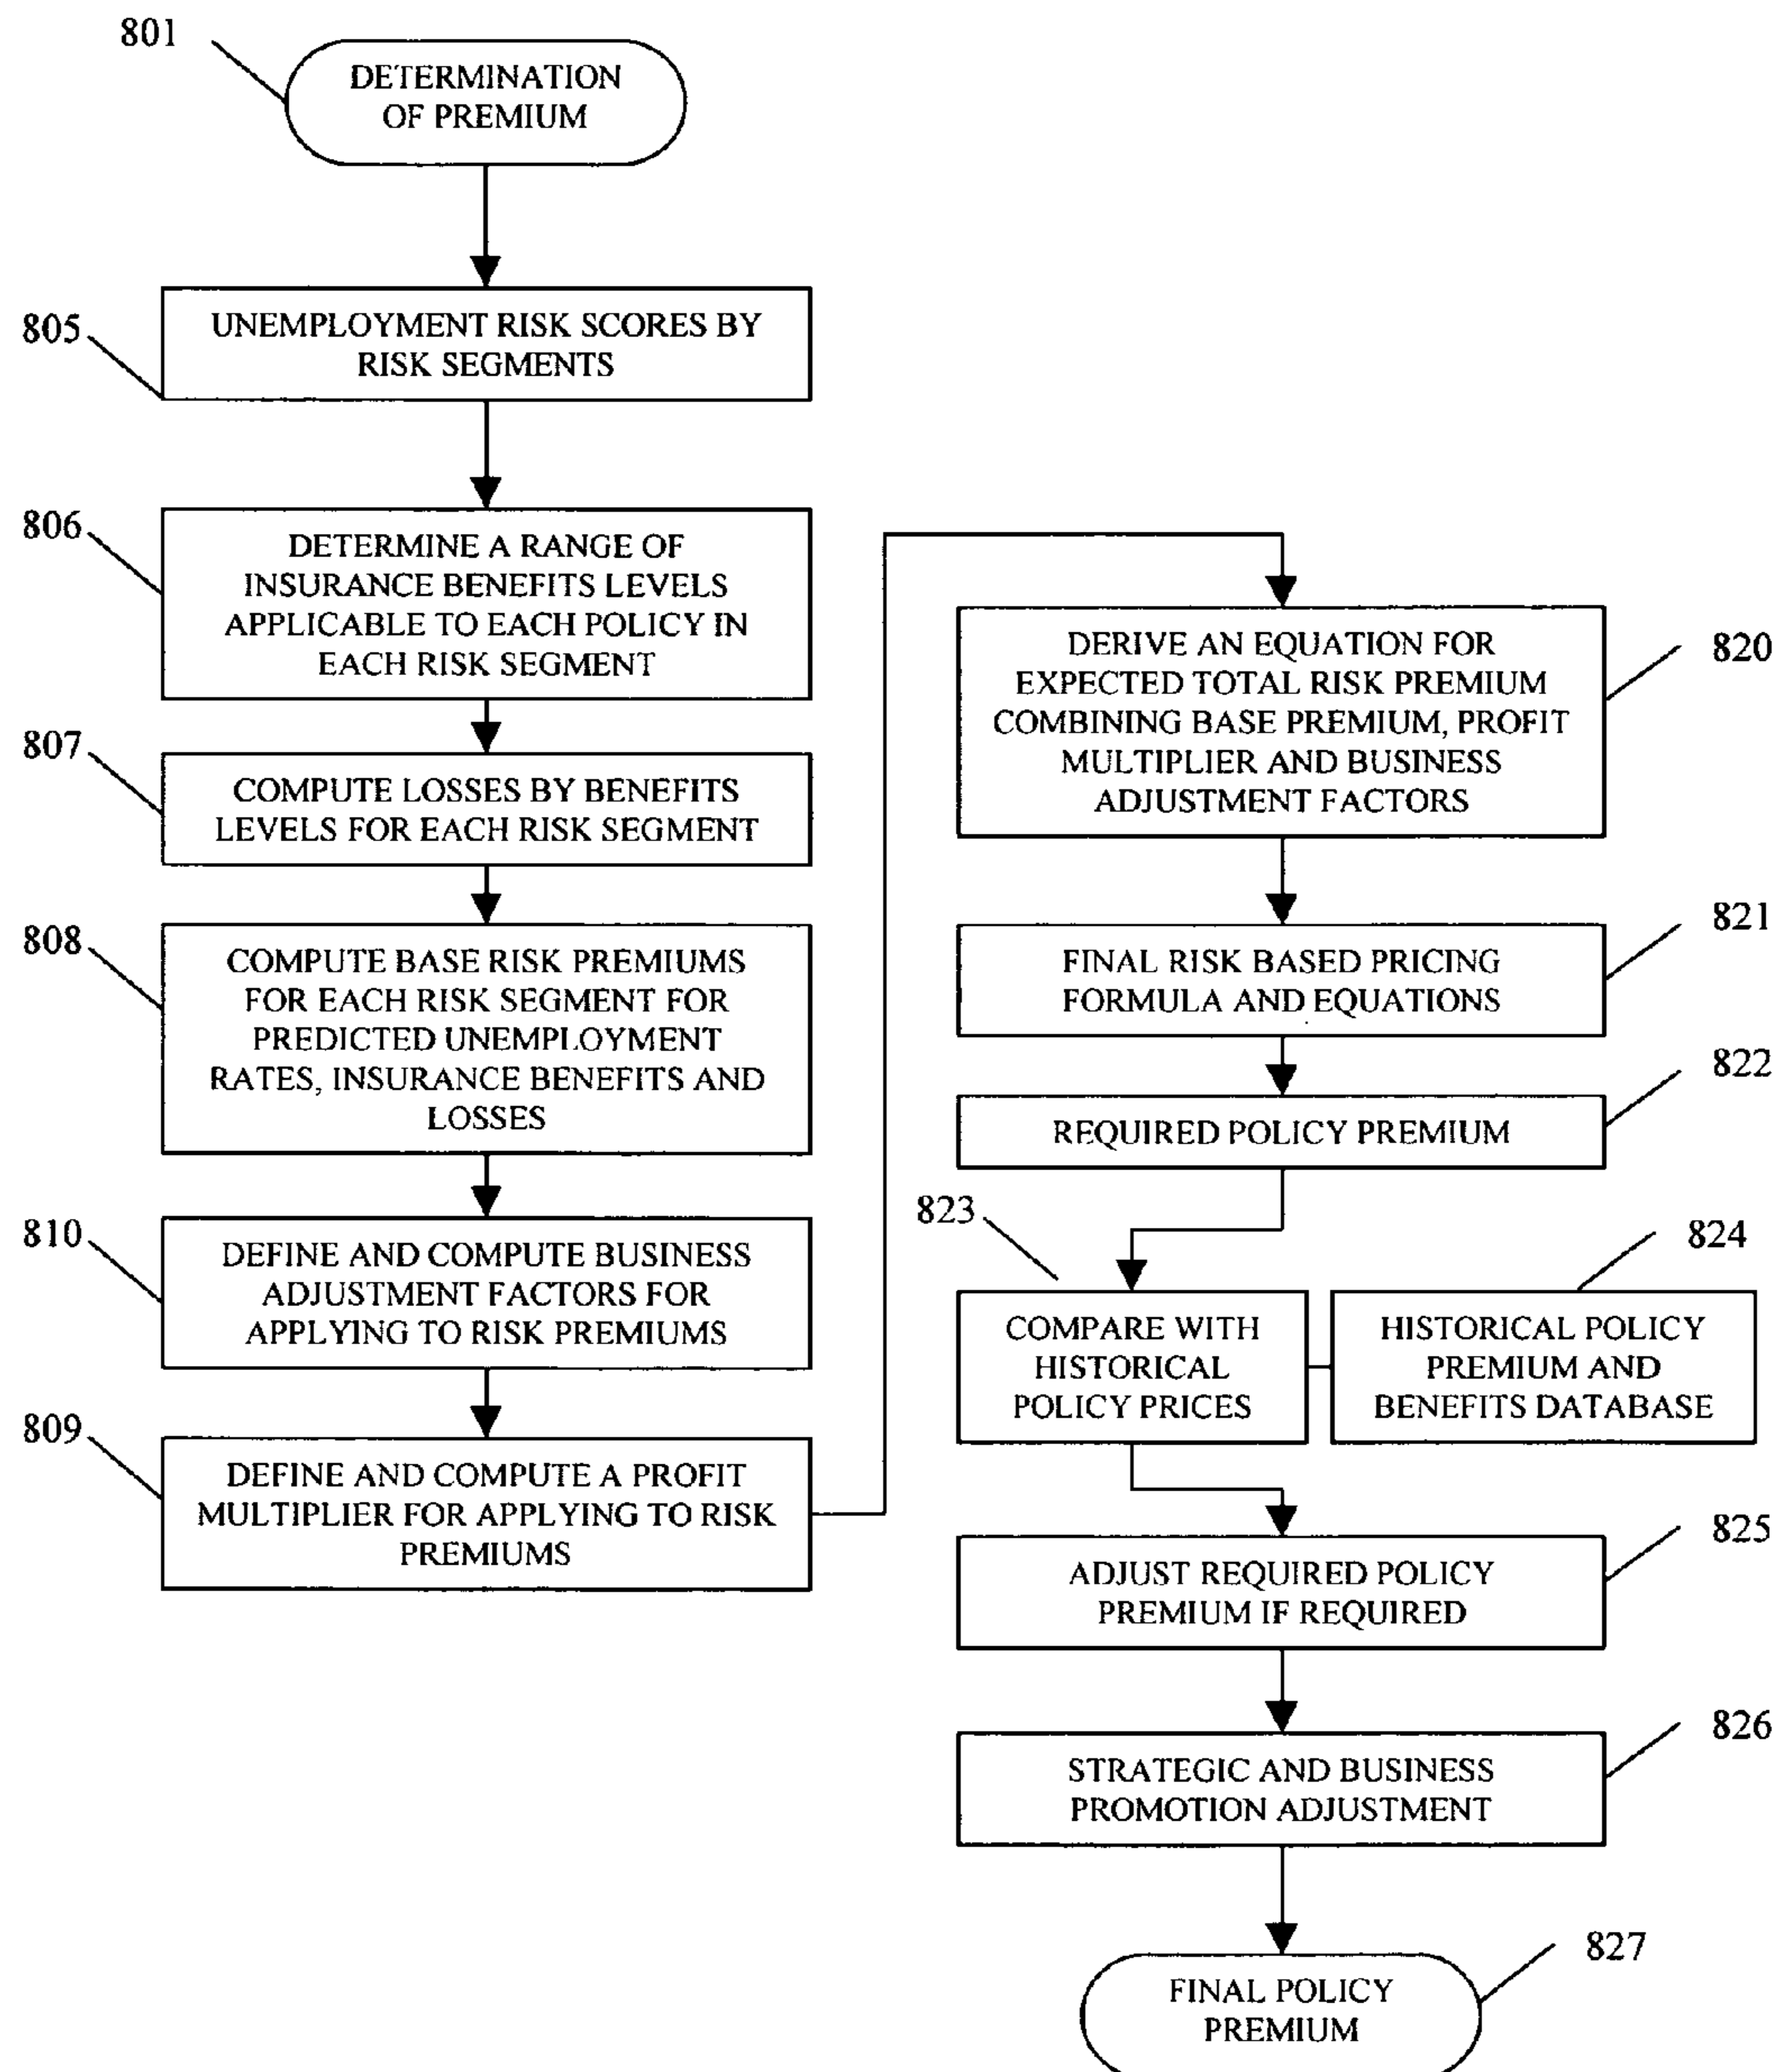 801
DETERMINATION
OF PREMIUM
805
UNEMPLOYMENT RISK SCORES BY
RISK SEGMENTS
806
DETERMINE A RANGE OF
INSURANCE BENEFITS LEVELS
APPLICABLE TO EACH POLICY IN
EACH RISK SEGMENT
807
COMPUTE LOSSES BY BENEFITS
LEVELS FOR EACH RISK SEGMENT
808
COMPUTE BASE RISK PREMIUMS
FOR EACH RISK SEGMENT FOR
PREDICTED UNEMPLOYMENT
RATES, INSURANCE BENEFITS AND
LOSSES
810
DEFINE AND COMPUTE BUSINESS
ADJUSTMENT FACTORS FOR
APPLYING TO RISK PREMIUMS
809
DEFINE AND COMPUTE A PROFIT
MULTIPLIER FOR APPLYING TO RISK
PREMIUMS
DERIVE AN EQUATION FOR
EXPECTED TOTAL RISK PREMIUM
COMBINING BASE PREMIUM, PROFIT
MULTIPLIER AND BUSINESS
ADJUSTMENT FACTORS
820
FINAL RISK BASED PRICING
FORMULA AND EQUATIONS
821
REQUIRED POLICY PREMIUM
822
823
COMPARE WITH
HISTORICAL
POLICY PRICES
824
HISTORICAL POLICY
PREMIUM AND
BENEFITS DATABASE
ADJUST REQUIRED POLICY
PREMIUM IF REQUIRED
825
STRATEGIC AND BUSINESS
PROMOTION ADJUSTMENT
826
FINAL POLICY
PREMIUM
827